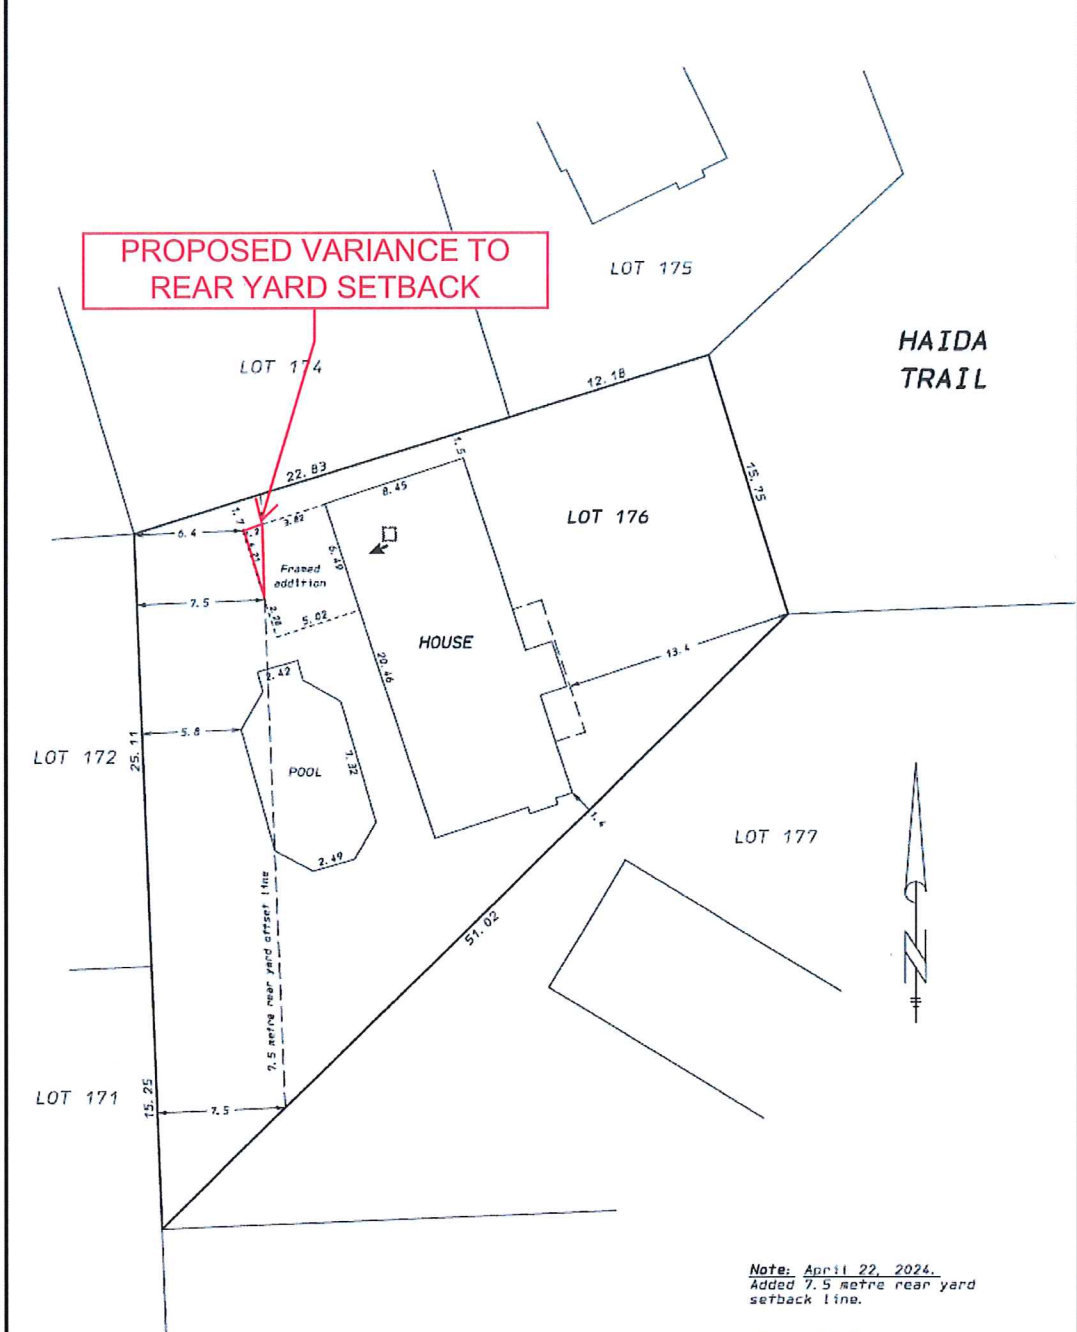 PROPOSED VARIANCE TO
REAR YARD SETBACK
LOT 175
LOT 174
HAIDA
TRAIL
12.18
22.83
1.5
15.75
8.45
1.7
LOT 176
6.4
3.82
6.49
Framed
addition
7.5
2.28
5.02
HOUSE
13.4
20.46
2.42
5.8
LOT 172
25.11
7.32
POOL
LOT 177
2.49
7.5 metre rear yard offset line
51.02
N
LOT 171
15.25
7.5
Note: April 22, 2024.
Added 7.5 metre rear yard
setback line.